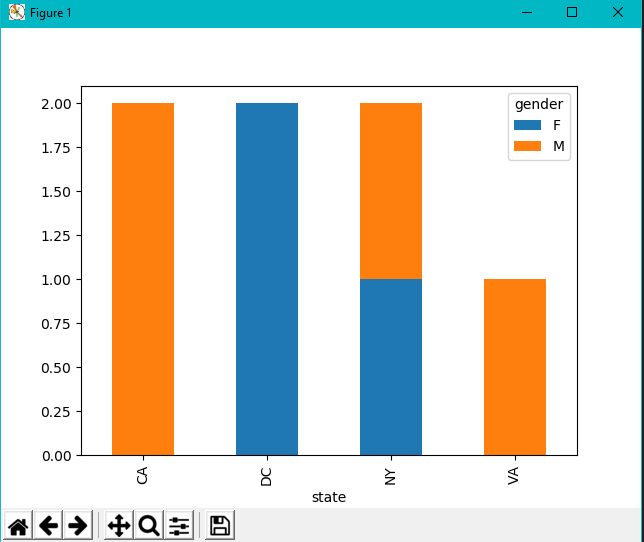 Figure 1
gender
F
M
2.00
1.75
1.50
1.25
1.00
0.75
0.50
0.25
0.00
CA
DC
NY
VA
state